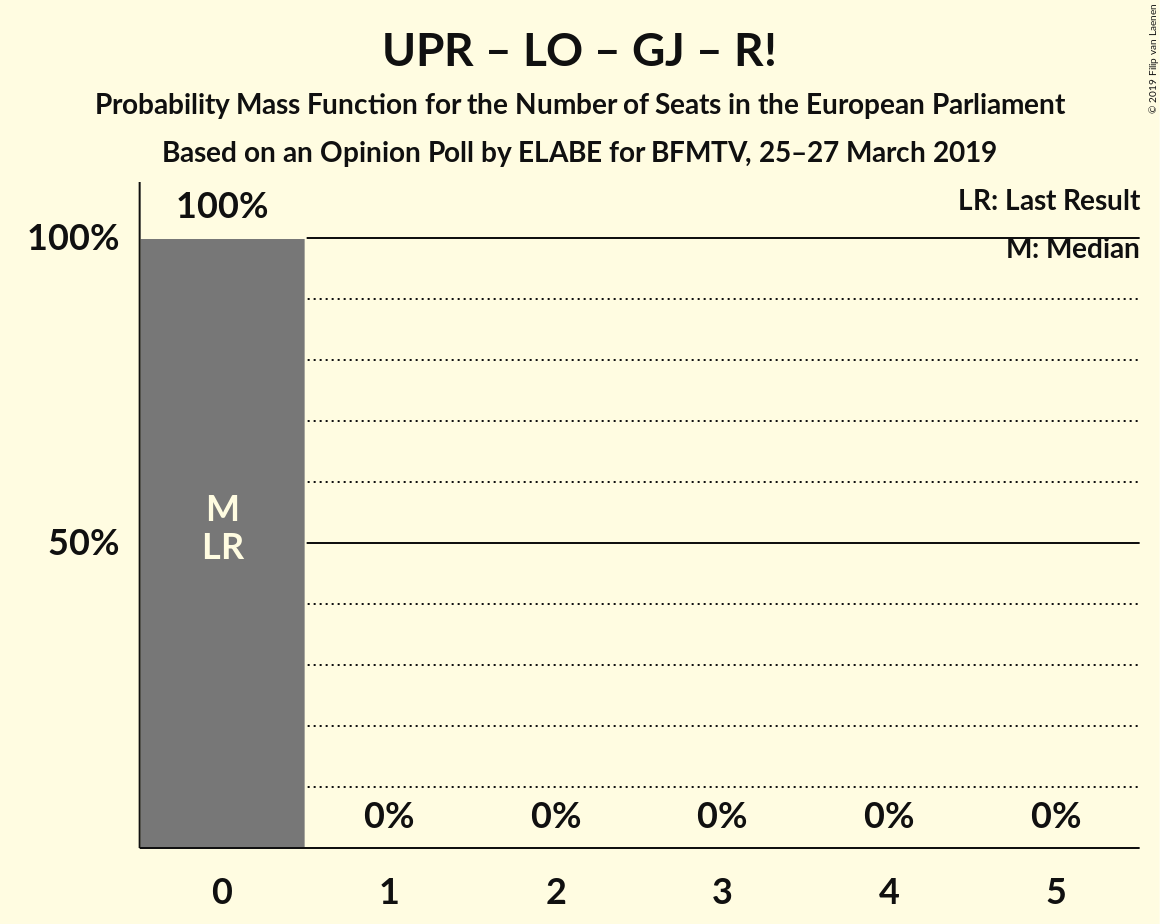 UPR – LO – GJ – R!
Probability Mass Function for the Number of Seats in the European Parliament
Based on an Opinion Poll by ELABE for BFMTV, 25–27 March 2019
© 2019 Filip van Laenen
LR: Last Result
M: Median
100%
100%
50%
M
LR
0% 0% 0% 0% 0%
0 1 2 3 4 5